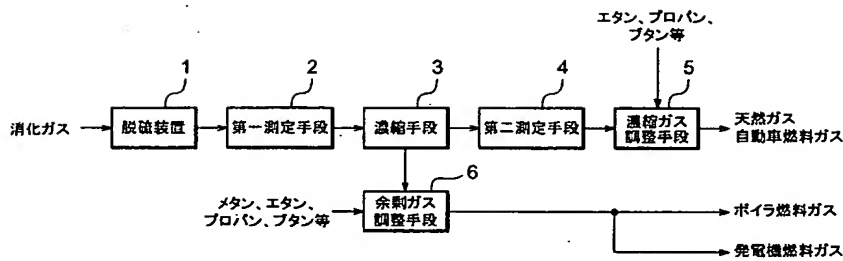 エタン、プロパン、
ブタン等
1
2
3
4
5
消化ガス
脱硫装置
第一測定手段
濃縮手段
第二測定手段
濃縮ガス
調整手段
天然ガス
自動車燃料ガス
6
メタン、エタン、
プロパン、ブタン等
余剰ガス
調整手段
ボイラ燃料ガス
発電機燃料ガス